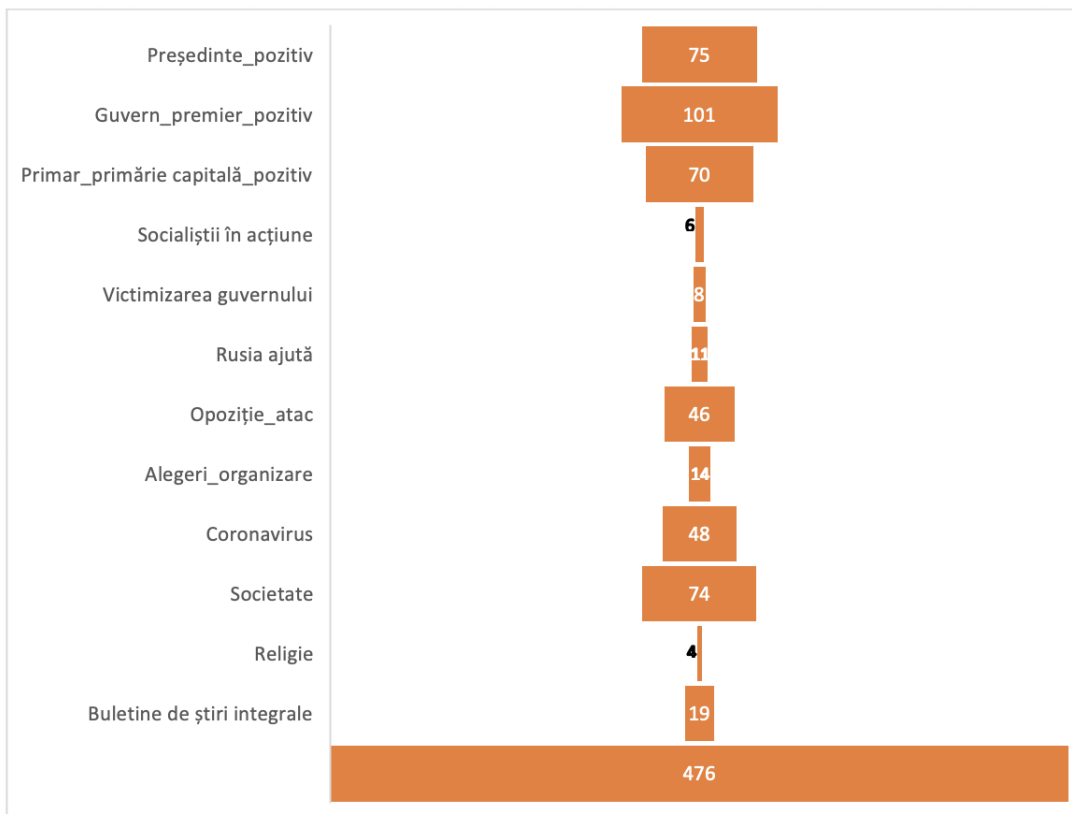 Președinte_pozitiv 75
Guvern_premier_pozitiv 101
Primar_primărie capitală_pozitiv 70
Socialiștii în acțiune 6
Victimizarea guvernului 8
Rusia ajută 11
Opoziție_atac 46
Alegeri_organizare 14
Coronavirus 48
Societate 74
Religie 4
Buletine de știri integrale 19
476